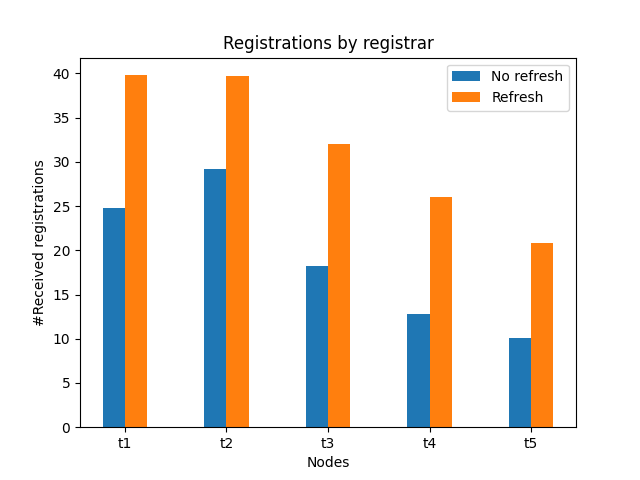 Registrations by registrar
No refresh
Refresh
#Received registrations
40
35
30
25
20
15
10
5
0
t1 t2 t3 t4 t5
Nodes